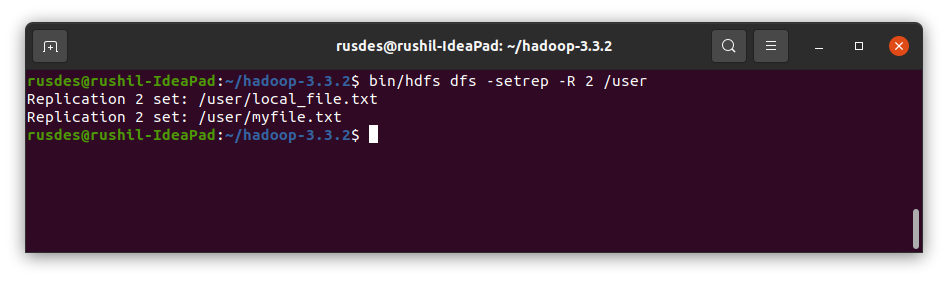 rusdes@rushil-IdeaPad: ~/hadoop-3.3.2
rusdes@rushil-IdeaPad:~/hadoop-3.3.2$ bin/hdfs dfs -setrep -R 2 /user
Replication 2 set: /user/local_file.txt
Replication 2 set: /user/myfile.txt
rusdes@rushil-IdeaPad:~/hadoop-3.3.2$